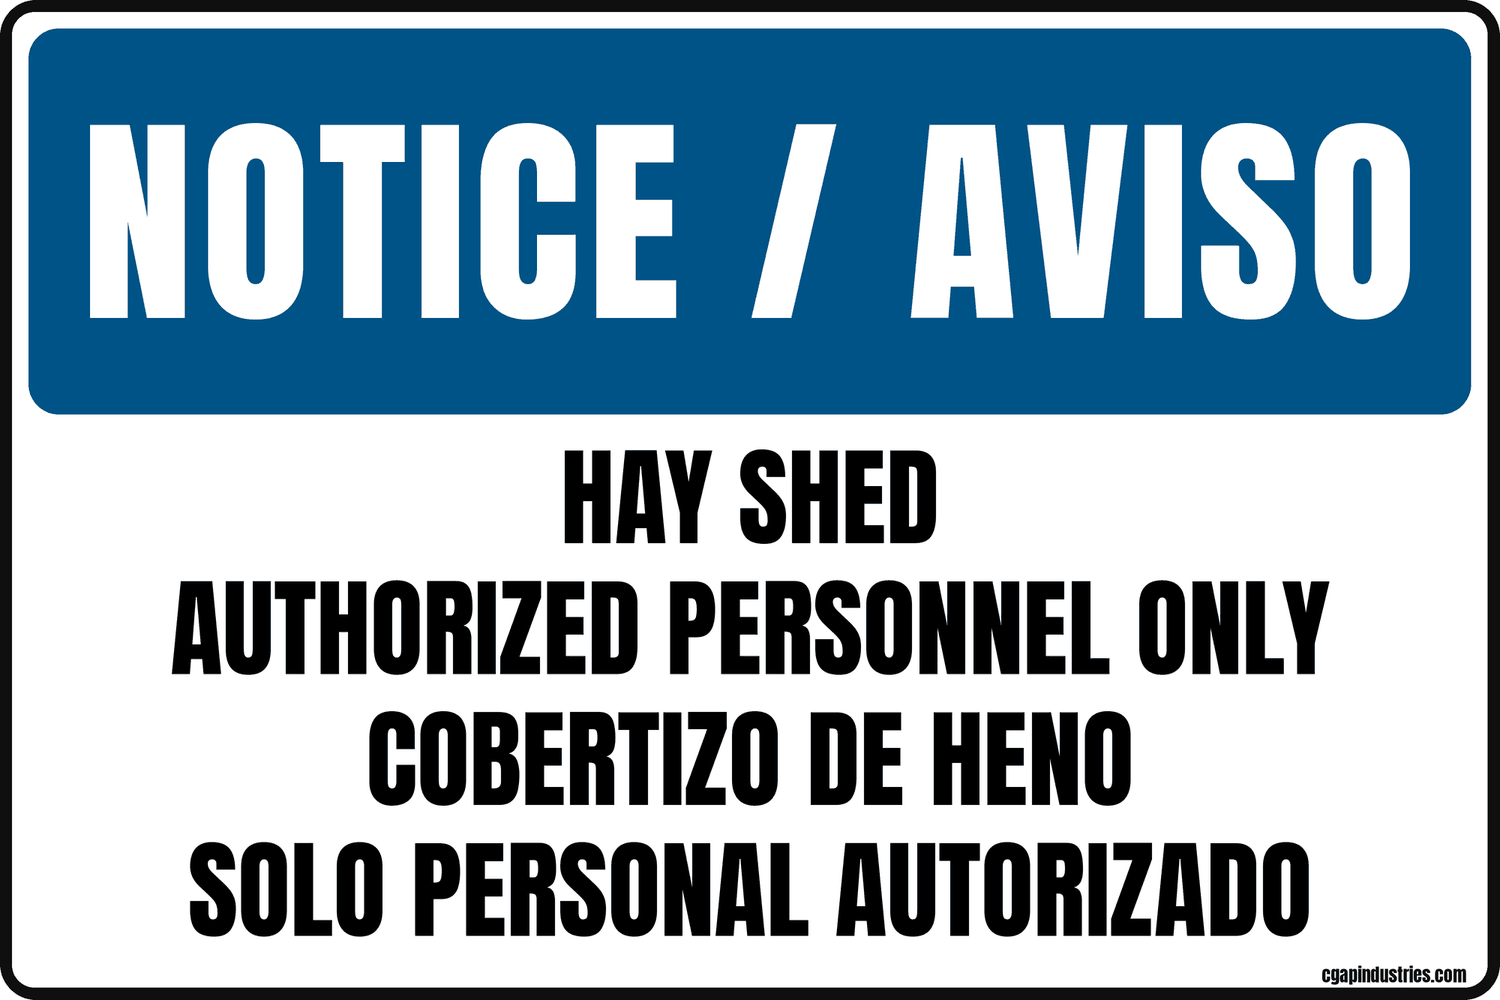 NOTICE / AVISO
HAY SHED
AUTHORIZED PERSONNEL ONLY
COBERTIZO DE HENO
SOLO PERSONAL AUTORIZADO
cgapindustries.com